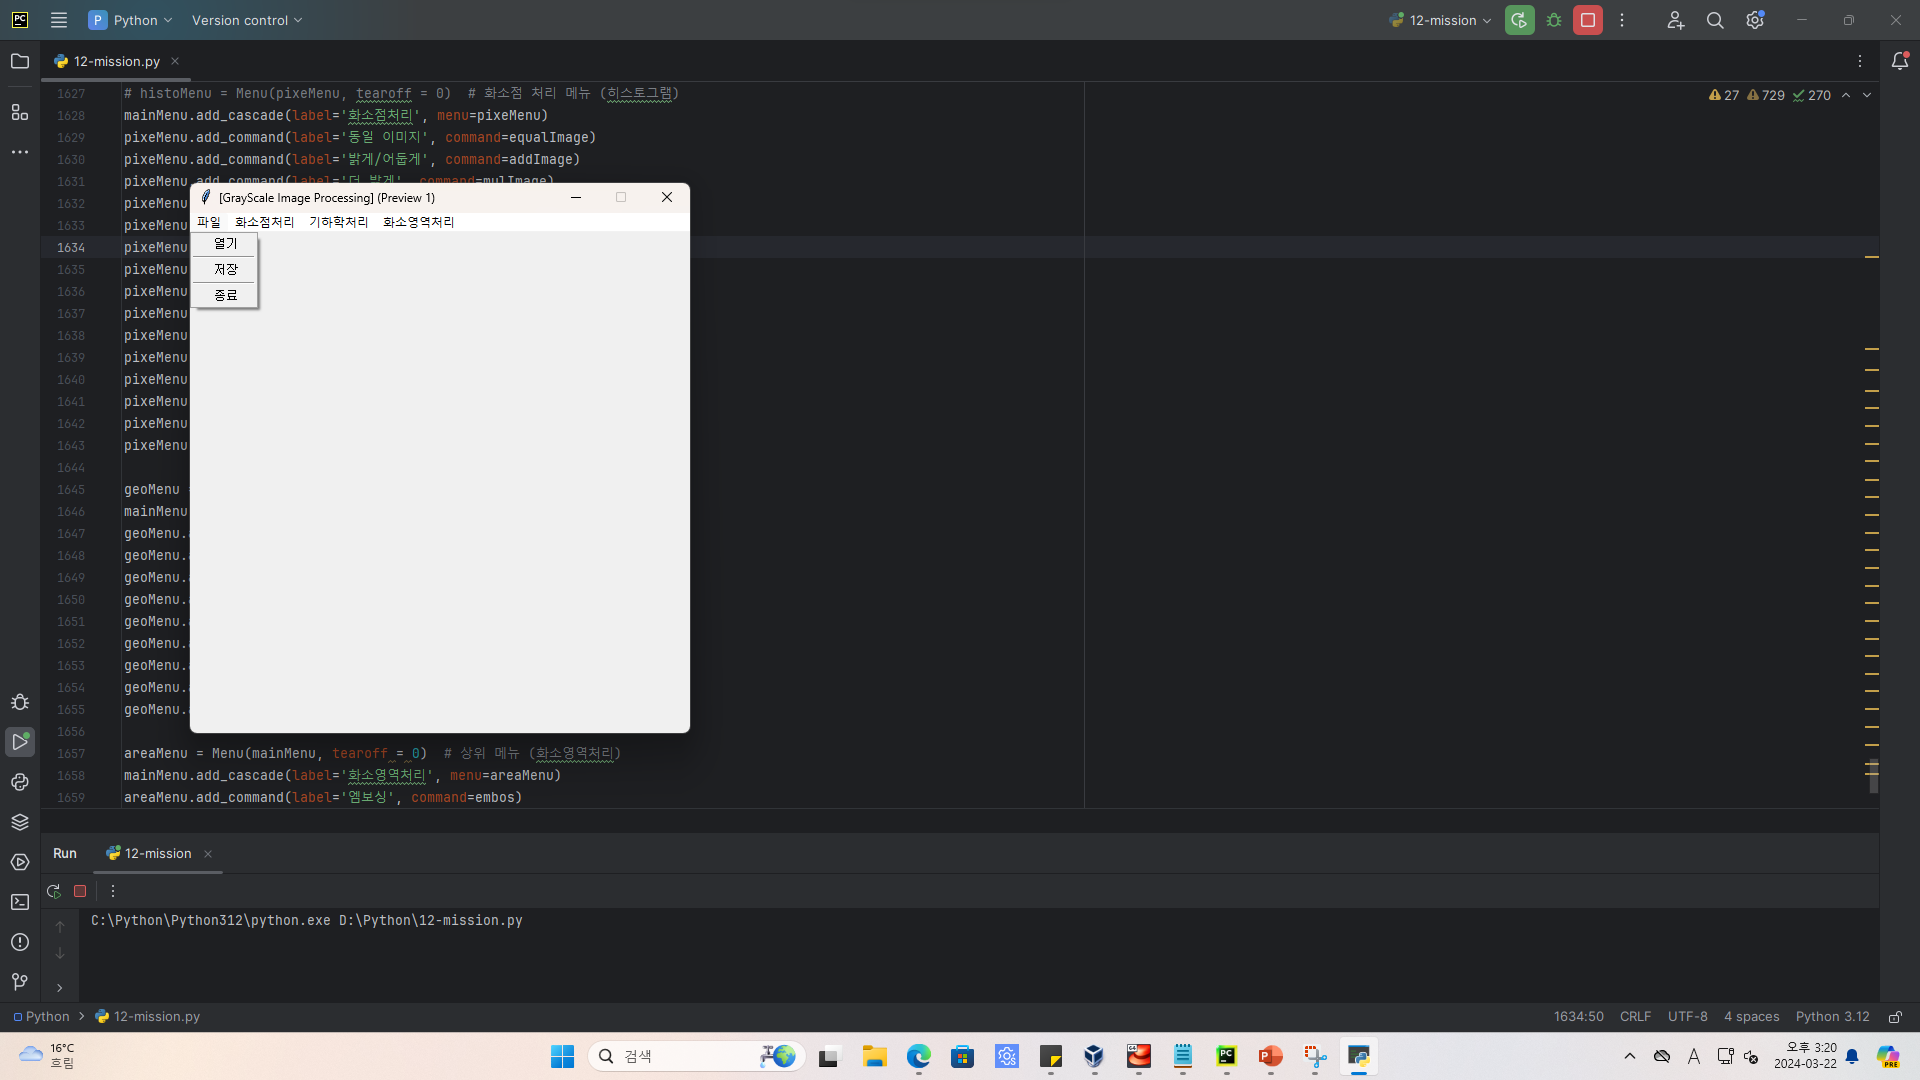 PC
P Python
Version control
12-mission
12-mission.py
27 729 270
1627 # histoMenu = Menu(pixeMenu, tearoff = 0)  # 화소점 처리 메뉴 (히스토그램)
1628 mainMenu.add_cascade(label='화소점처리', menu=pixeMenu)
1629 pixeMenu.add_command(label='동일 이미지', command=equalImage)
1630 pixeMenu.add_command(label='밝게/어둡게', command=addImage)
1631 pixeMenu.add_command(label='더 밝게', command=mulImage)
[GrayScale Image Processing] (Preview 1)
파일 화소점처리 기하학처리 화소영역처리
열기
저장
종료
1632 pixeMenu
1633 pixeMenu
1634 pixeMenu
1635 pixeMenu
1636 pixeMenu
1637 pixeMenu
1638 pixeMenu
1639 pixeMenu
1640 pixeMenu
1641 pixeMenu
1642 pixeMenu
1643 pixeMenu
1644
1645 geoMenu
1646 mainMenu
1647 geoMenu.
1648 geoMenu.
1649 geoMenu.
1650 geoMenu.
1651 geoMenu.
1652 geoMenu.
1653 geoMenu.
1654 geoMenu.
1655 geoMenu.
1656
1657 areaMenu = Menu(mainMenu, tearoff = 0)  # 상위 메뉴 (화소영역처리)
1658 mainMenu.add_cascade(label='화소영역처리', menu=areaMenu)
1659 areaMenu.add_command(label='엠보싱', command=embos)
Run 12-mission
C:\Python\Python312\python.exe D:\Python\12-mission.py
Python > 12-mission.py
1634:50 CRLF UTF-8 4 spaces Python 3.12
16°C
흐림
검색
A
오후 3:20
2024-03-22
PRE